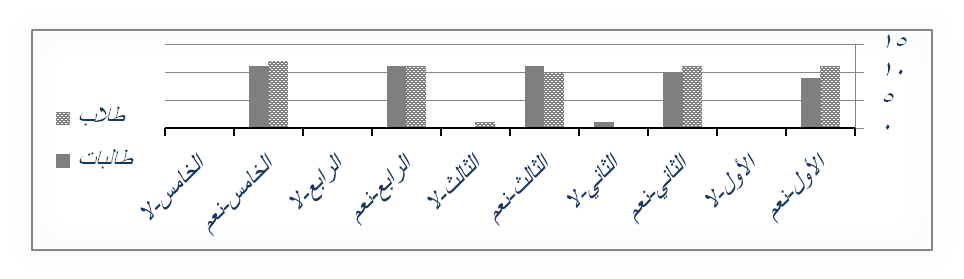 ١٥
١٠
٥
٠
الأول-نعم
الأول-لا
الثاني-نعم
الثاني-لا
الثالث-نعم
الثالث-لا
الرابع-نعم
الرابع-لا
الخامس-نعم
الخامس-لا
طلاب
طالبات